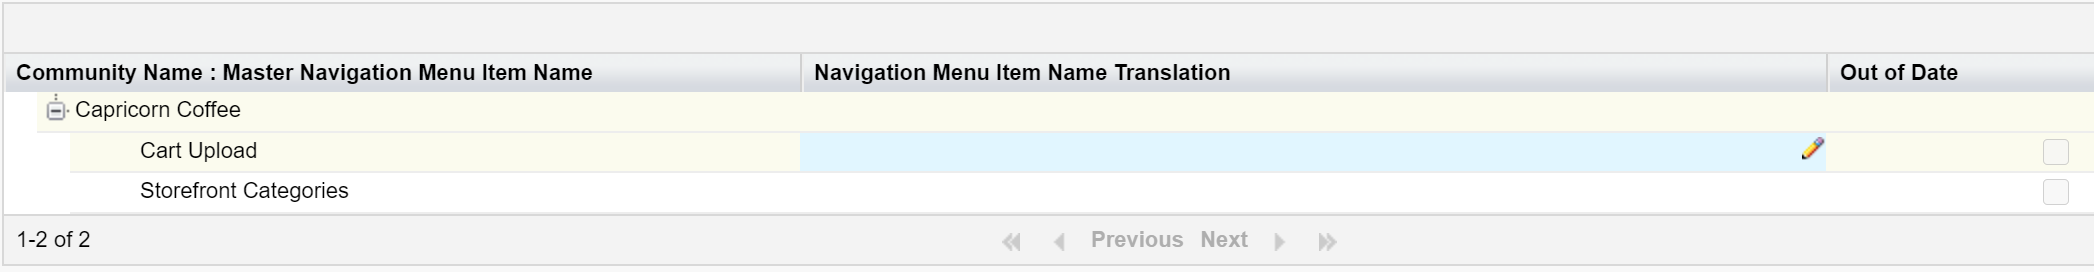 Community Name : Master Navigation Menu Item Name Navigation Menu Item Name Translation Out of Date
Capricorn Coffee
Cart Upload
Storefront Categories
1-2 of 2 Previous Next